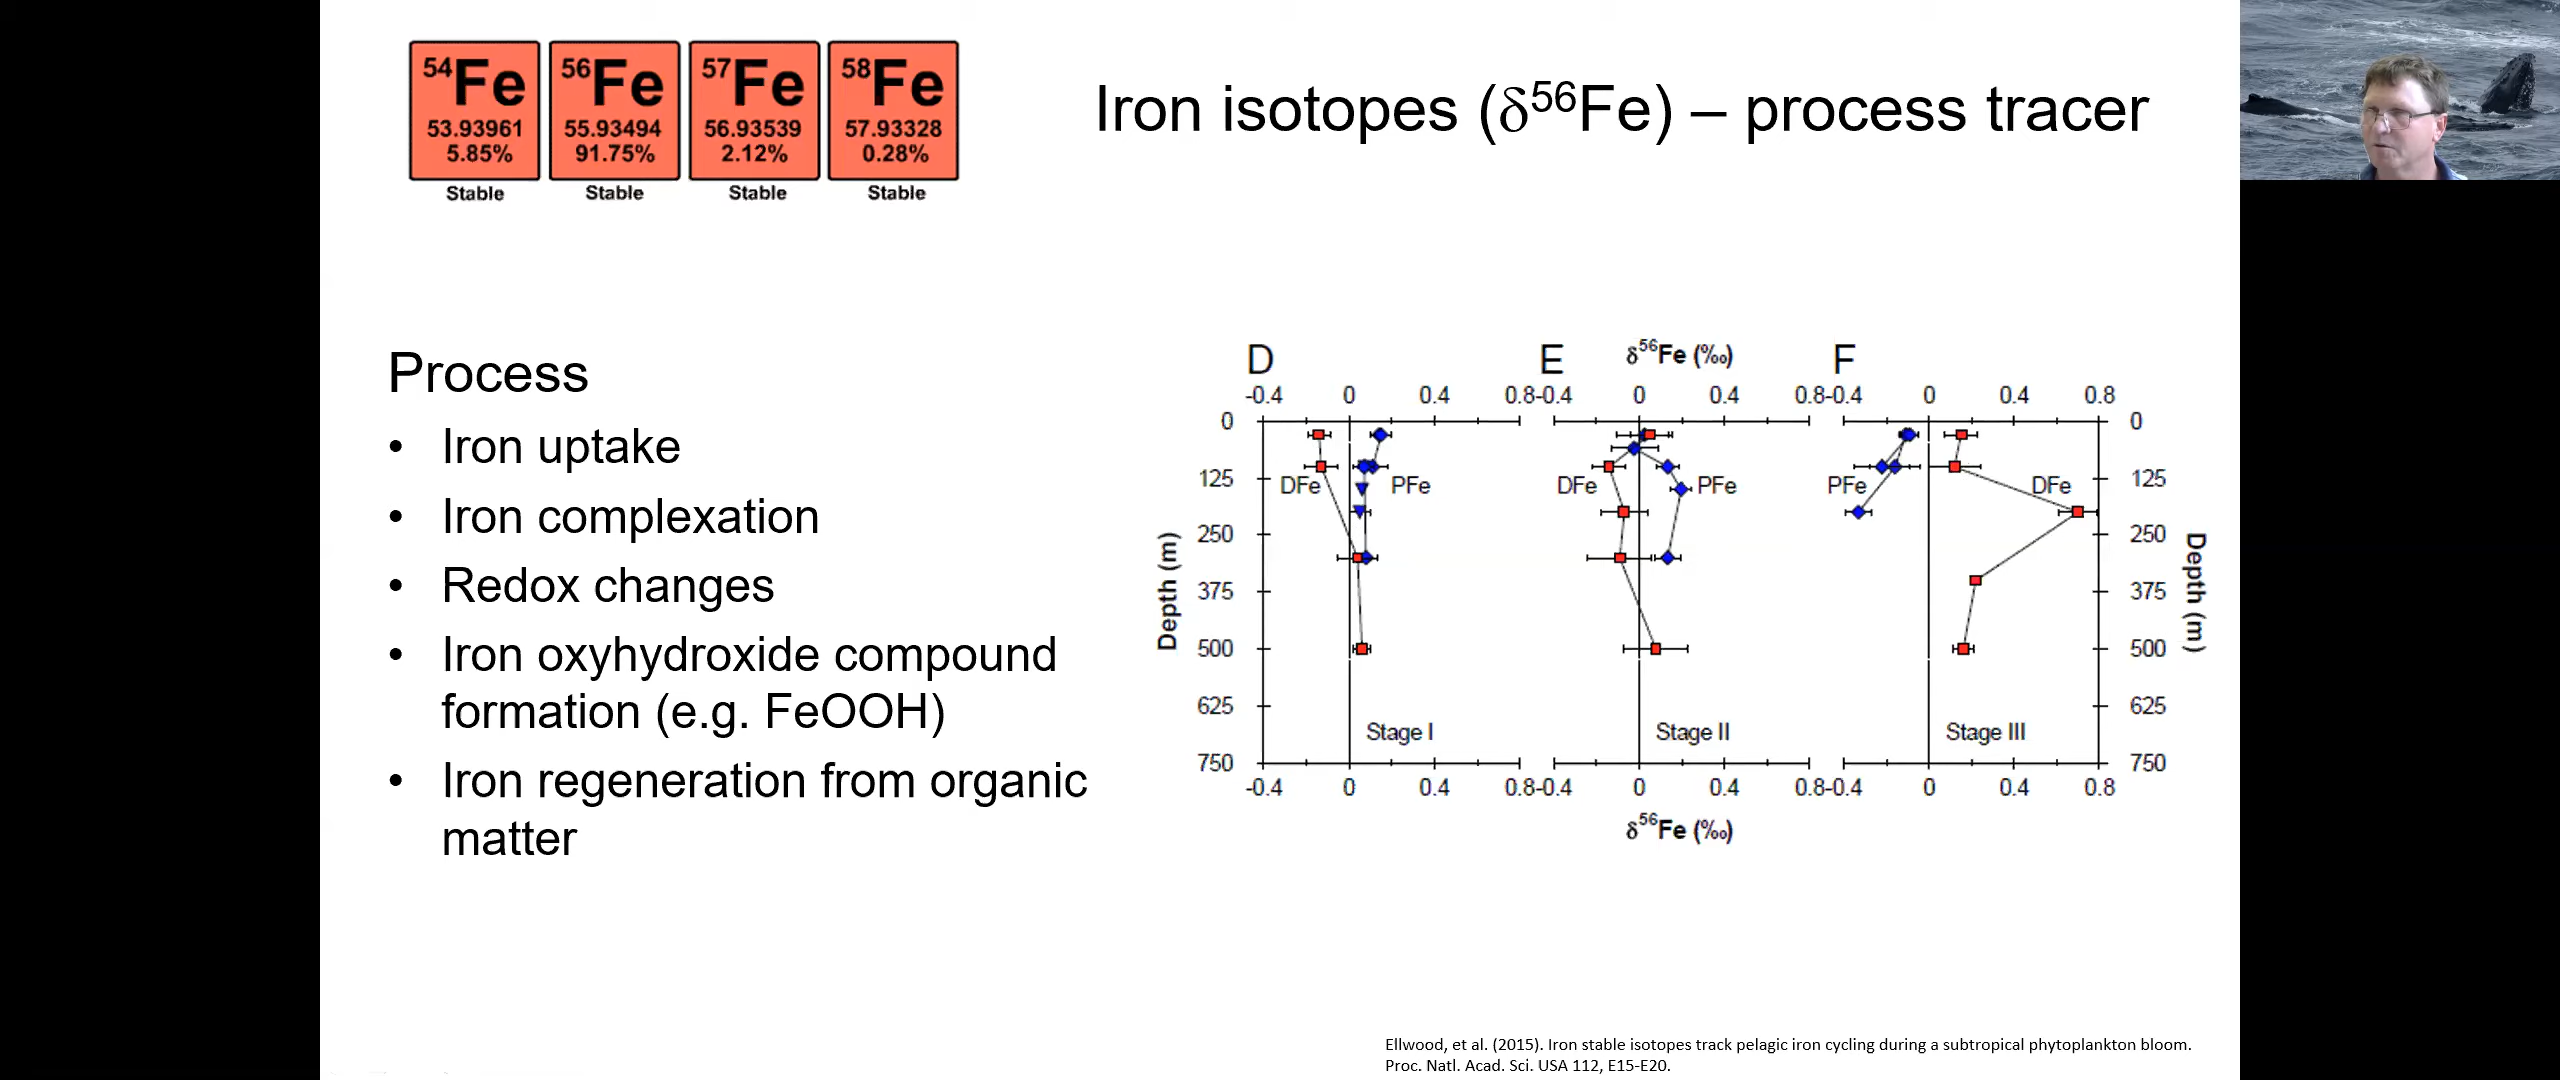 54Fe 56Fe 57Fe 58Fe
53.93961 55.93494 56.93539 57.93328
5.85% 91.75% 2.12% 0.28%
Stable Stable Stable Stable
Iron isotopes (δ56Fe) – process tracer
Process
• Iron uptake
• Iron complexation
• Redox changes
• Iron oxyhydroxide compound
formation (e.g. FeOOH)
• Iron regeneration from organic
matter
D E δ56Fe (‰) F
-0.4 0 0.4 0.8 -0.4 0 0.4 0.8 -0.4 0 0.4 0.8
0 0
125 DFe PFe DFe PFe PFe DFe 125
250 250
Depth (m) Depth (m)
375 375
500 500
625 625
Stage I Stage II Stage III
750 750
-0.4 0 0.4 0.8 -0.4 0 0.4 0.8 -0.4 0 0.4 0.8
δ56Fe (‰)
Ellwood, et al. (2015). Iron stable isotopes track pelagic iron cycling during a subtropical phytoplankton bloom.
Proc. Natl. Acad. Sci. USA 112, E15-E20.